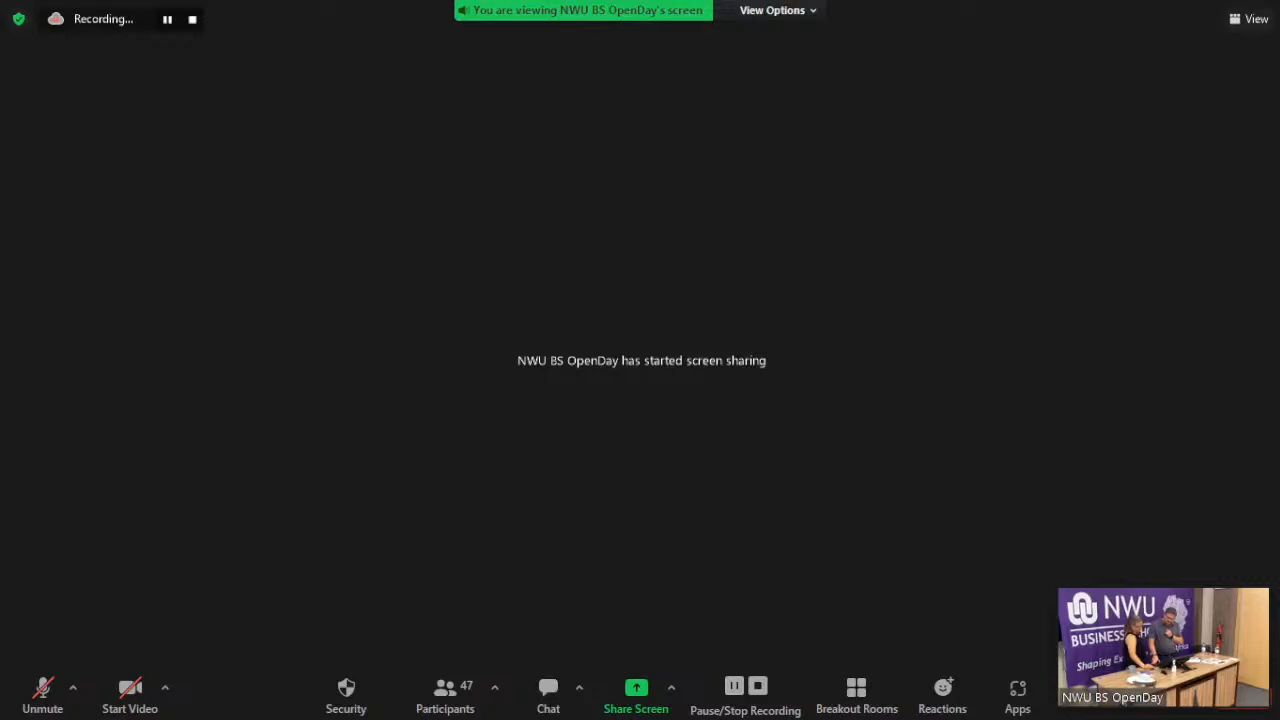 Recording...
You are viewing NWU BS OpenDay's screen
View Options
View
NWU BS OpenDay has started screen sharing
NWU
BUSINESS
Shaping
NWU BS OpenDay
Unmute
Start Video
Security
Participants
47
Chat
Share Screen
Pause/Stop Recording
Breakout Rooms
Reactions
Apps